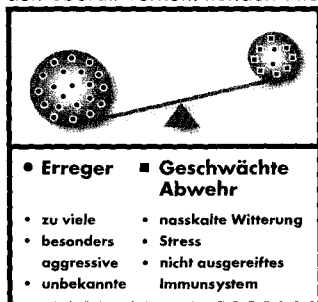 ● Erreger ■ Geschwächte
Abwehr
• zu viele • nasskalte Witterung
• besonders • Stress
aggressive • nicht ausgereiftes
• unbekannte Immunsystem